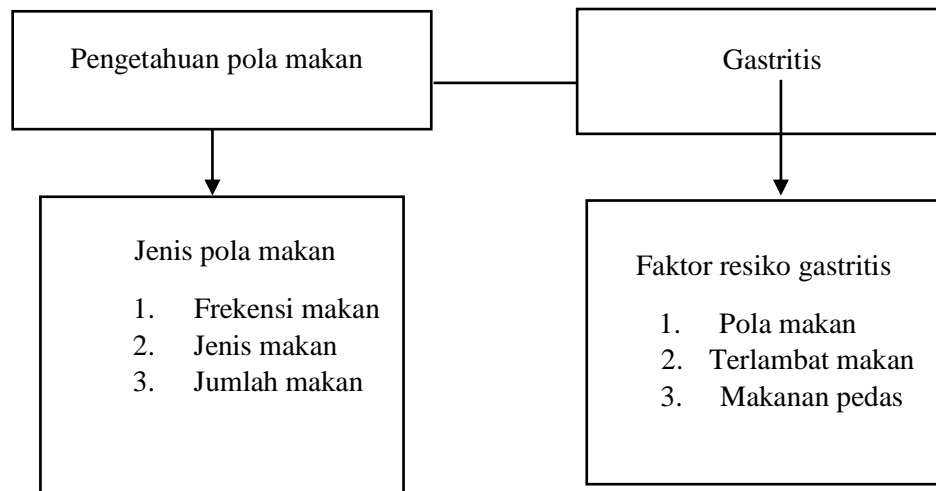 Pengetahuan pola makan
Gastritis
Jenis pola makan
1. Frekensi makan
2. Jenis makan
3. Jumlah makan
Faktor resiko gastritis
1. Pola makan
2. Terlambat makan
3. Makanan pedas